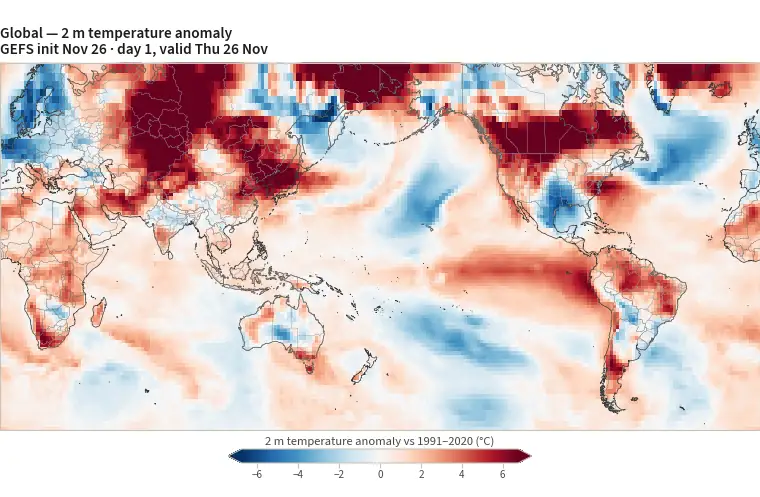 Global — 2 m temperature anomaly
GEFS init Nov 26 · day 1, valid Thu 26 Nov
2 m temperature anomaly vs 1991–2020 (°C)
−6 −4 −2 0 2 4 6